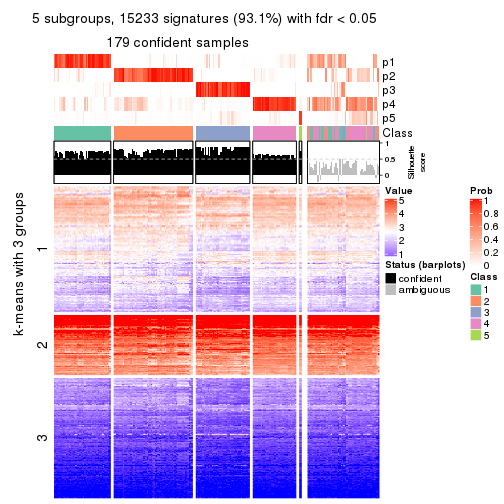 5 subgroups, 15233 signatures (93.1%) with fdr < 0.05
179 confident samples
p1
p2
p3
p4
p5
Class
1
0.5
0
Silhouette
score
k-means with 3 groups
1
2
3
Value
5
4
3
2
1
Status (barplots)
confident
ambiguous
Prob
1
0.8
0.6
0.4
0.2
0
Class
1
2
3
4
5